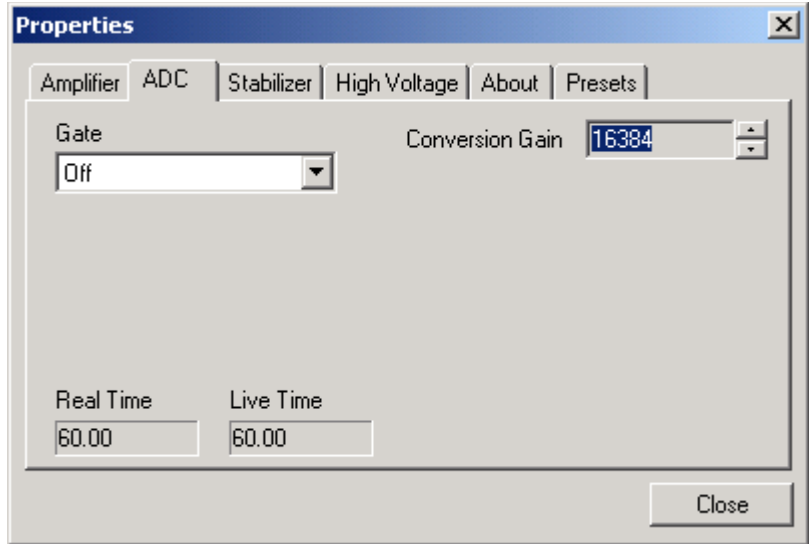 Properties
Amplifier ADC Stabilizer High Voltage About Presets
Gate Conversion Gain 16384
Off
Real Time Live Time
60.00 60.00
Close